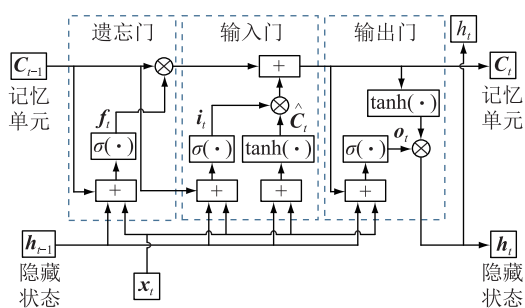 遗忘门 输入门 输出门 h_t
C_{t-1} ⊗ + C_t
记忆单元 f_t i_t Ĉ_t tanh(·) o_t 记忆单元
σ(·) σ(·) tanh(·) σ(·) ⊗
+ + + +
h_{t-1} h_t
隐藏状态 x_t 隐藏状态